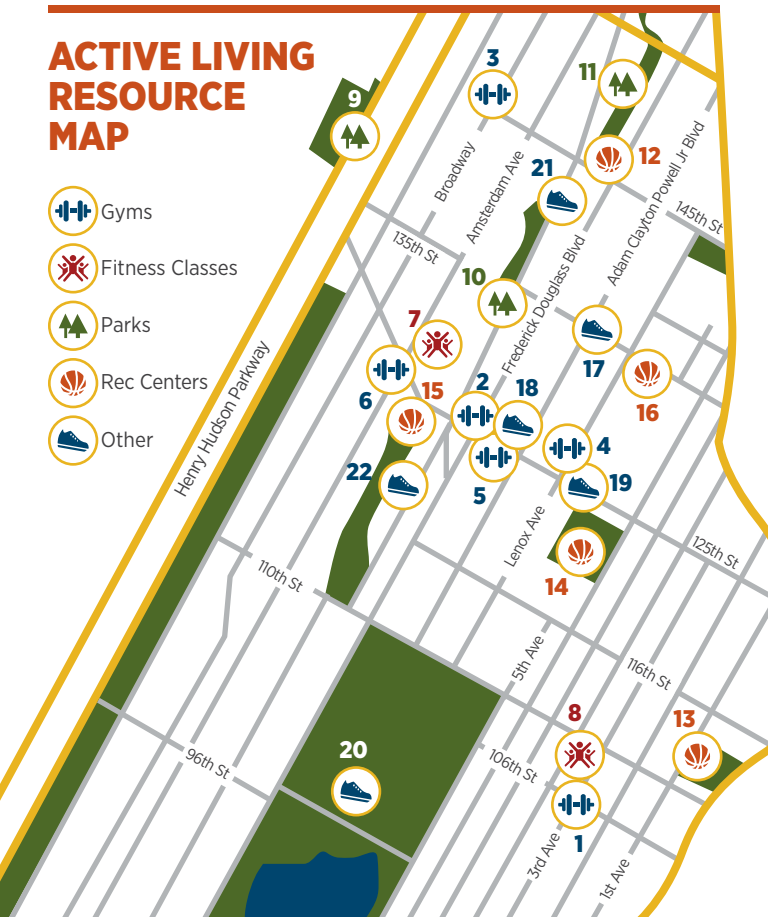 ACTIVE LIVING
RESOURCE
MAP
Gyms
Fitness Classes
Parks
Rec Centers
Other
9
3
11
12
21
Broadway
Amsterdam Ave
Adam Clayton Powell Jr Blvd
145th St
135th St
10
Frederick Douglass Blvd
7
17
16
Henry Hudson Parkway
6
15
2
18
4
5
22
19
Lenox Ave
14
125th St
110th St
5th Ave
116th St
8
13
20
96th St
106th St
1
3rd Ave
1st Ave